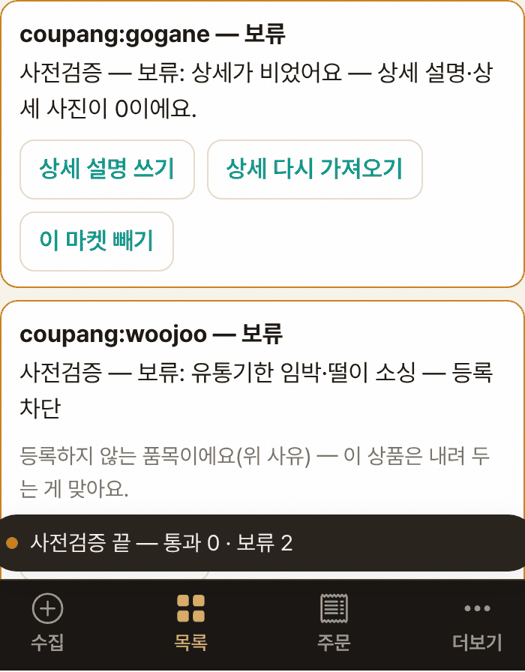 coupang:gogane — 보류
사전검증 — 보류: 상세가 비었어요 — 상세 설명·상
세 사진이 0이에요.
상세 설명 쓰기
상세 다시 가져오기
이 마켓 빼기
coupang:woojoo — 보류
사전검증 — 보류: 유통기한 임박·떨이 소싱 — 등록
차단
등록하지 않는 품목이에요(위 사유) — 이 상품은 내려 두
는 게 맞아요.
사전검증 끝 — 통과 0 · 보류 2
수집
목록
주문
더보기